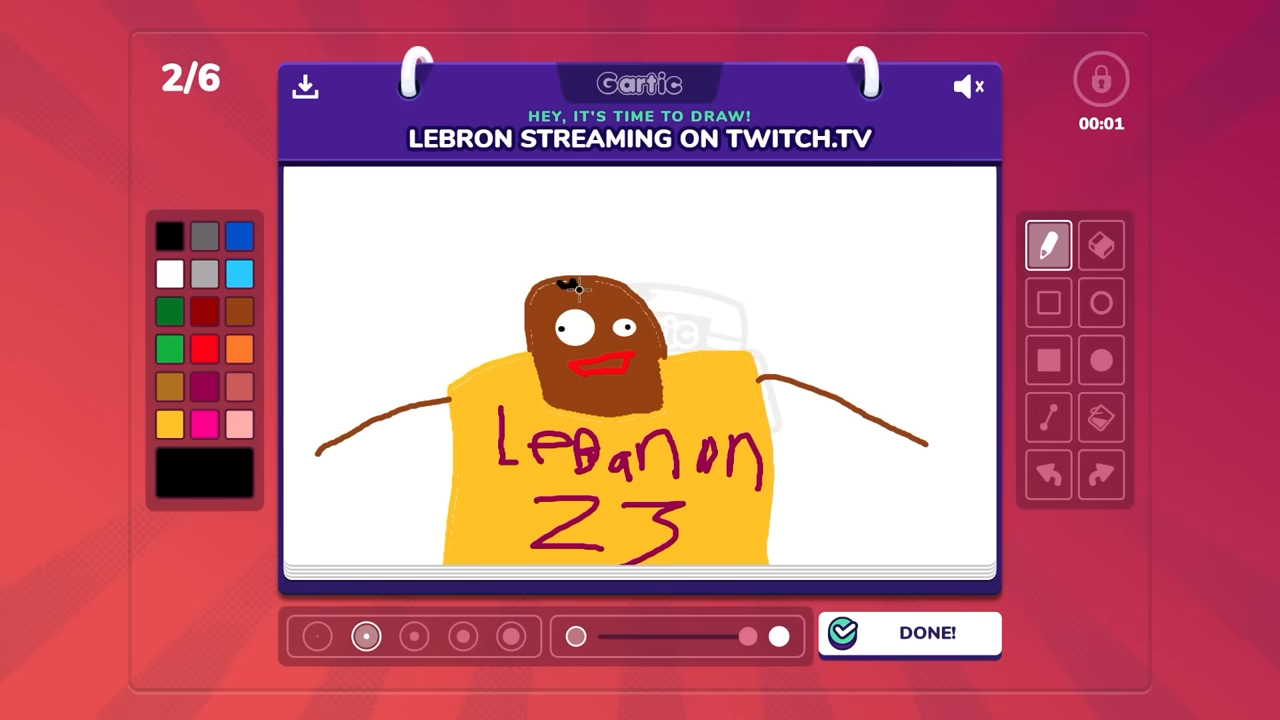 2/6
Gartic
HEY, IT'S TIME TO DRAW!
LEBRON STREAMING ON TWITCH.TV
00:01
LeBanon
23
DONE!